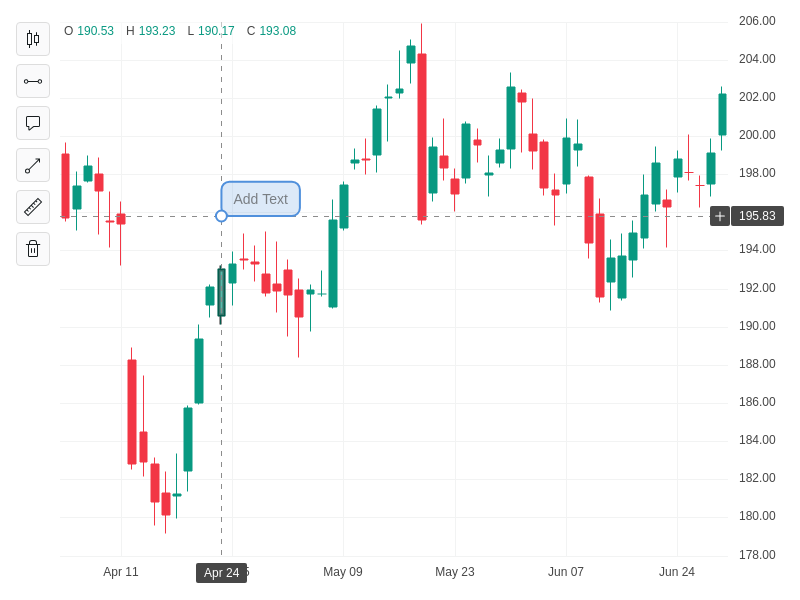 O 190.53 H 193.23 L 190.17 C 193.08
206.00
204.00
202.00
200.00
198.00
Add Text
195.83
194.00
192.00
190.00
188.00
186.00
184.00
182.00
180.00
178.00
Apr 11
Apr 24
May 09
May 23
Jun 07
Jun 24